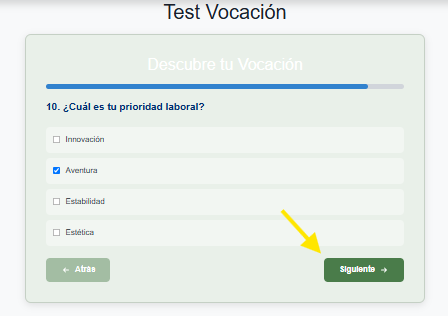 Test Vocación
Descubre tu Vocación
10. ¿Cuál es tu prioridad laboral?
Innovación
Aventura
Estabilidad
Estética
← Atrás
Siguiente →